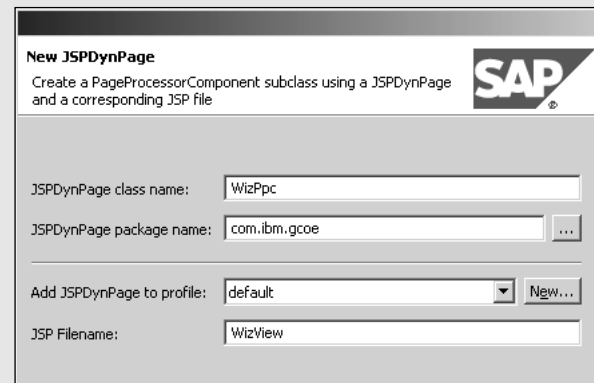 New JSPDynPage
Create a PageProcessorComponent subclass using a JSPDynPage
and a corresponding JSP file
SAP
®
JSPDynPage class name: WizPpc
JSPDynPage package name: com.ibm.gcoe ...
Add JSPDynPage to profile: default New...
JSP Filename: WizView